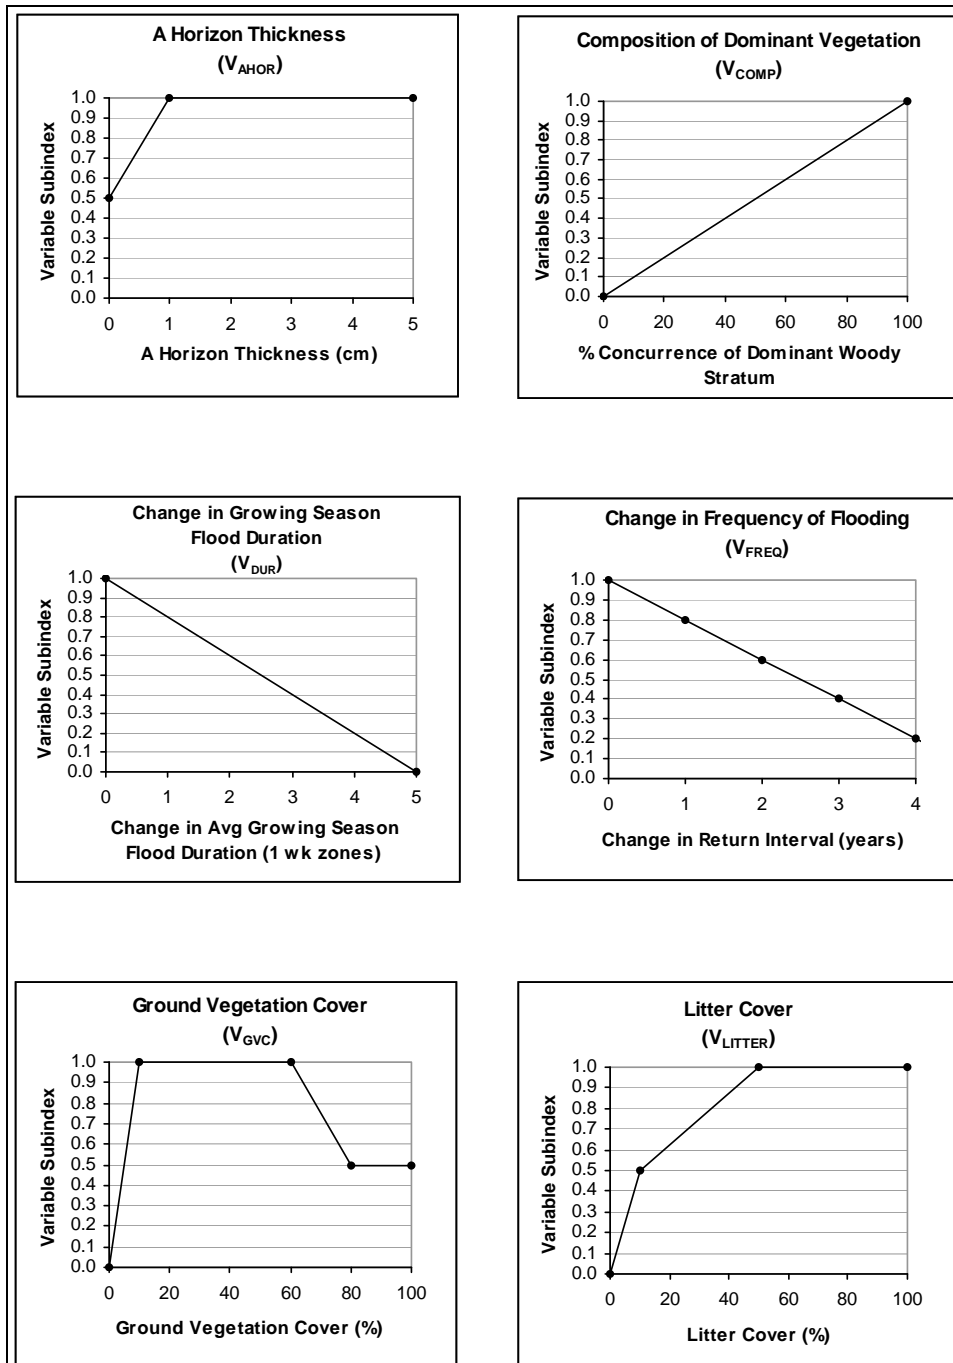 A Horizon Thickness
(V_AHOR)
1.0
0.9
0.8
0.7
0.6
0.5
0.4
0.3
0.2
0.1
0.0
Variable Subindex
0 1 2 3 4 5
A Horizon Thickness (cm)
Composition of Dominant Vegetation
(V_COMP)
1.0
0.9
0.8
0.7
0.6
0.5
0.4
0.3
0.2
0.1
0.0
Variable Subindex
0 20 40 60 80 100
% Concurrence of Dominant Woody
Stratum
Change in Growing Season
Flood Duration
(V_DUR)
1.0
0.9
0.8
0.7
0.6
0.5
0.4
0.3
0.2
0.1
0.0
Variable Subindex
0 1 2 3 4 5
Change in Avg Growing Season
Flood Duration (1 wk zones)
Change in Frequency of Flooding
(V_FREQ)
1.0
0.9
0.8
0.7
0.6
0.5
0.4
0.3
0.2
0.1
0.0
Variable Subindex
0 1 2 3 4
Change in Return Interval (years)
Ground Vegetation Cover
(V_GVC)
1.0
0.9
0.8
0.7
0.6
0.5
0.4
0.3
0.2
0.1
0.0
Variable Subindex
0 20 40 60 80 100
Ground Vegetation Cover (%)
Litter Cover
(V_LITTER)
1.0
0.9
0.8
0.7
0.6
0.5
0.4
0.3
0.2
0.1
0.0
Variable Subindex
0 20 40 60 80 100
Litter Cover (%)